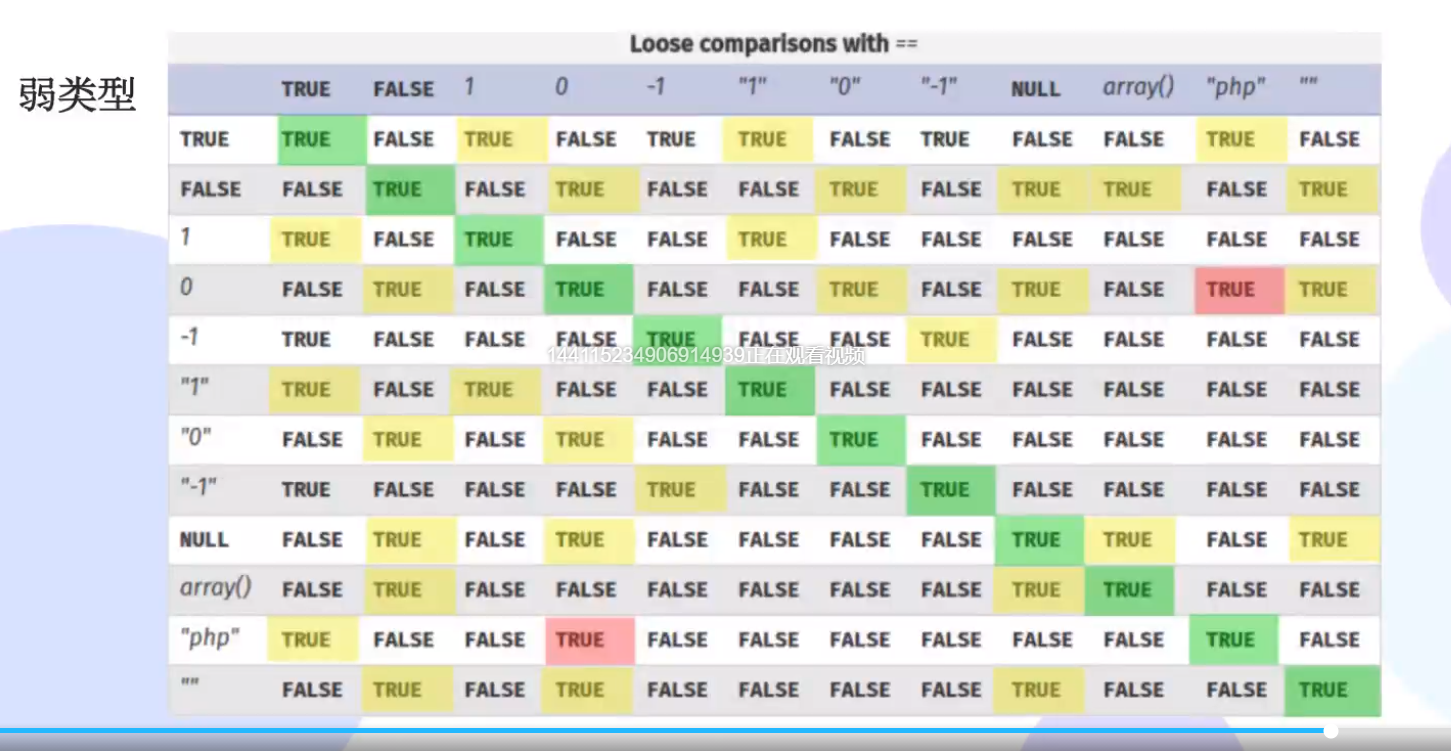 Loose comparisons with ==
弱类型
TRUE FALSE 1 0 -1 "1" "0" "-1" NULL array() "php" ""
TRUE TRUE FALSE TRUE FALSE TRUE TRUE FALSE TRUE FALSE FALSE TRUE FALSE
FALSE FALSE TRUE FALSE TRUE FALSE FALSE TRUE FALSE TRUE TRUE FALSE TRUE
1 TRUE FALSE TRUE FALSE FALSE TRUE FALSE FALSE FALSE FALSE FALSE FALSE
0 FALSE TRUE FALSE TRUE FALSE FALSE TRUE FALSE TRUE FALSE TRUE TRUE
-1 TRUE FALSE FALSE FALSE TRUE FALSE FALSE TRUE FALSE FALSE FALSE FALSE
144115234906914939正在观看视频
"1" TRUE FALSE TRUE FALSE FALSE TRUE FALSE FALSE FALSE FALSE FALSE FALSE
"0" FALSE TRUE FALSE TRUE FALSE FALSE TRUE FALSE FALSE FALSE FALSE FALSE
"-1" TRUE FALSE FALSE FALSE TRUE FALSE FALSE TRUE FALSE FALSE FALSE FALSE
NULL FALSE TRUE FALSE TRUE FALSE FALSE FALSE FALSE TRUE TRUE FALSE TRUE
array() FALSE TRUE FALSE FALSE FALSE FALSE FALSE FALSE TRUE TRUE FALSE FALSE
"php" TRUE FALSE FALSE TRUE FALSE FALSE FALSE FALSE FALSE FALSE TRUE FALSE
"" FALSE TRUE FALSE TRUE FALSE FALSE FALSE FALSE TRUE FALSE FALSE TRUE